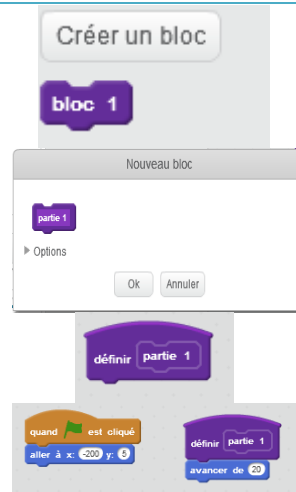 Créer un bloc
bloc 1
Nouveau bloc
partie 1
Options
Ok Annuler
définir partie 1
quand est cliqué
aller à x: -200 y: 5
définir partie 1
avancer de 20